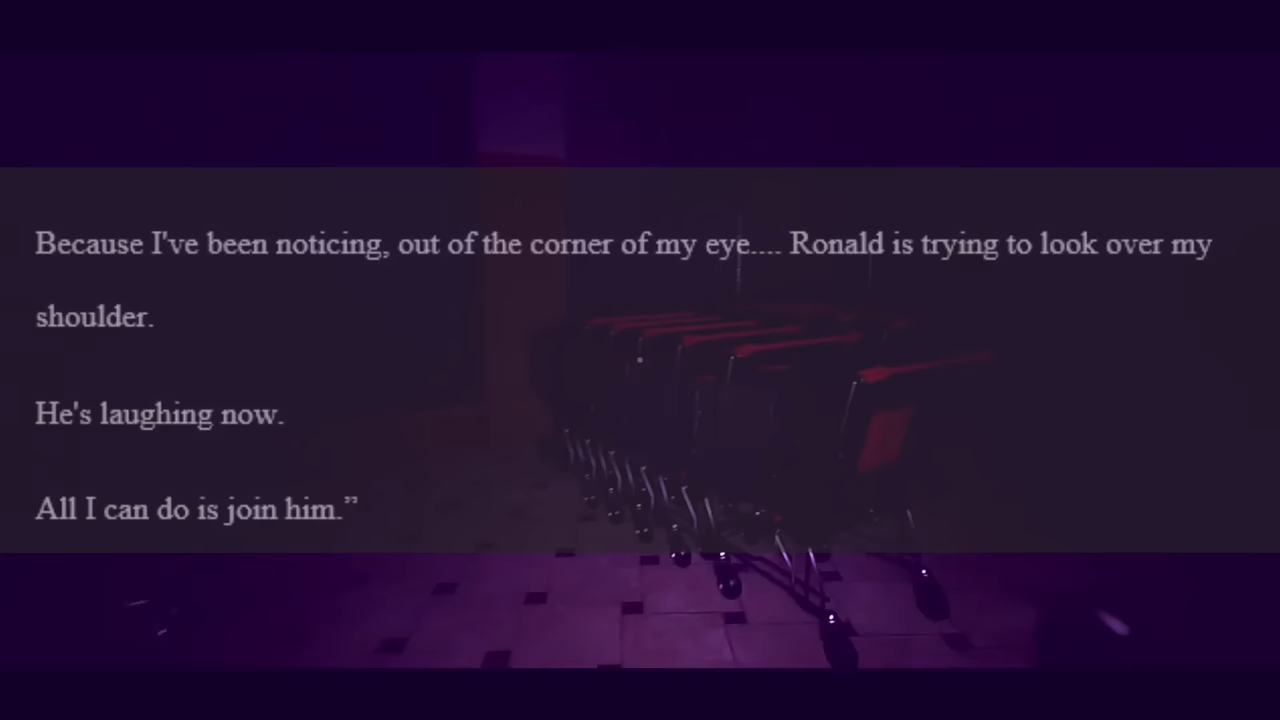 Because I've been noticing, out of the corner of my eye.... Ronald is trying to look over my
shoulder.
He's laughing now.
All I can do is join him.”